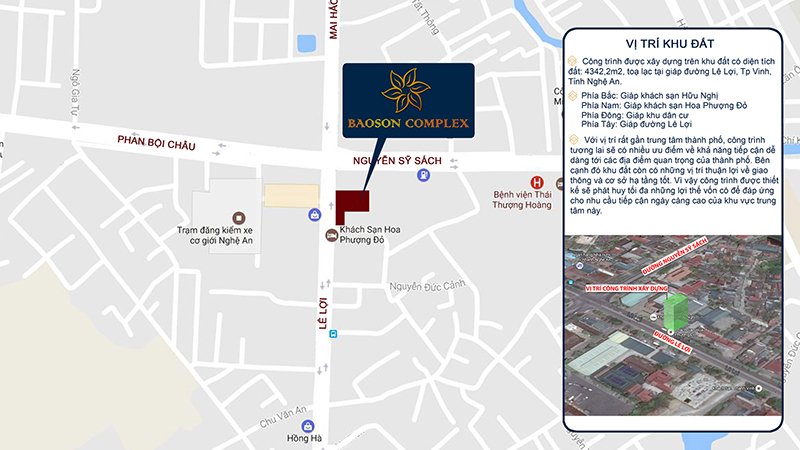 MAI HẮC
Tất Thông
BAOSON COMPLEX
Ngô Gia Tự
PHAN BỘI CHÂU
NGUYỄN SỸ SÁCH
Bệnh viện Thái
Thượng Hoàng
Trạm đăng kiểm xe
cơ giới Nghệ An
Khách Sạn Hoa
Phượng Đỏ
Nguyễn Đức Cảnh
LÊ LỢI
Chu Văn An
Hồng Hà
VỊ TRÍ KHU ĐẤT
Công trình được xây dựng trên khu đất có diện tích
đất: 4342,2m2, toạ lạc tại giáp đường Lê Lợi, Tp Vinh,
Tỉnh Nghệ An.
Phía Bắc: Giáp khách sạn Hữu Nghị
Phía Nam: Giáp khách sạn Hoa Phượng Đỏ
Phía Đông: Giáp khu dân cư
Phía Tây: Giáp đường Lê Lợi
Với vị trí rất gần trung tâm thành phố, công trình
tương lai sẽ có nhiều ưu điểm về khả năng tiếp cận dễ
dàng tới các địa điểm quan trọng của thành phố. Bên
cạnh đó khu đất còn có những vị trí thuận lợi về giao
thông và cơ sở hạ tầng tốt. Vì vậy công trình được thiết
kế sẽ phát huy tối đa những lợi thế vốn có để đáp ứng
cho nhu cầu tiếp cận ngày càng cao của khu vực trung
tâm này.
ĐƯỜNG NGUYỄN SỸ SÁCH
VỊ TRÍ CÔNG TRÌNH XÂY DỰNG
ĐƯỜNG LÊ LỢI